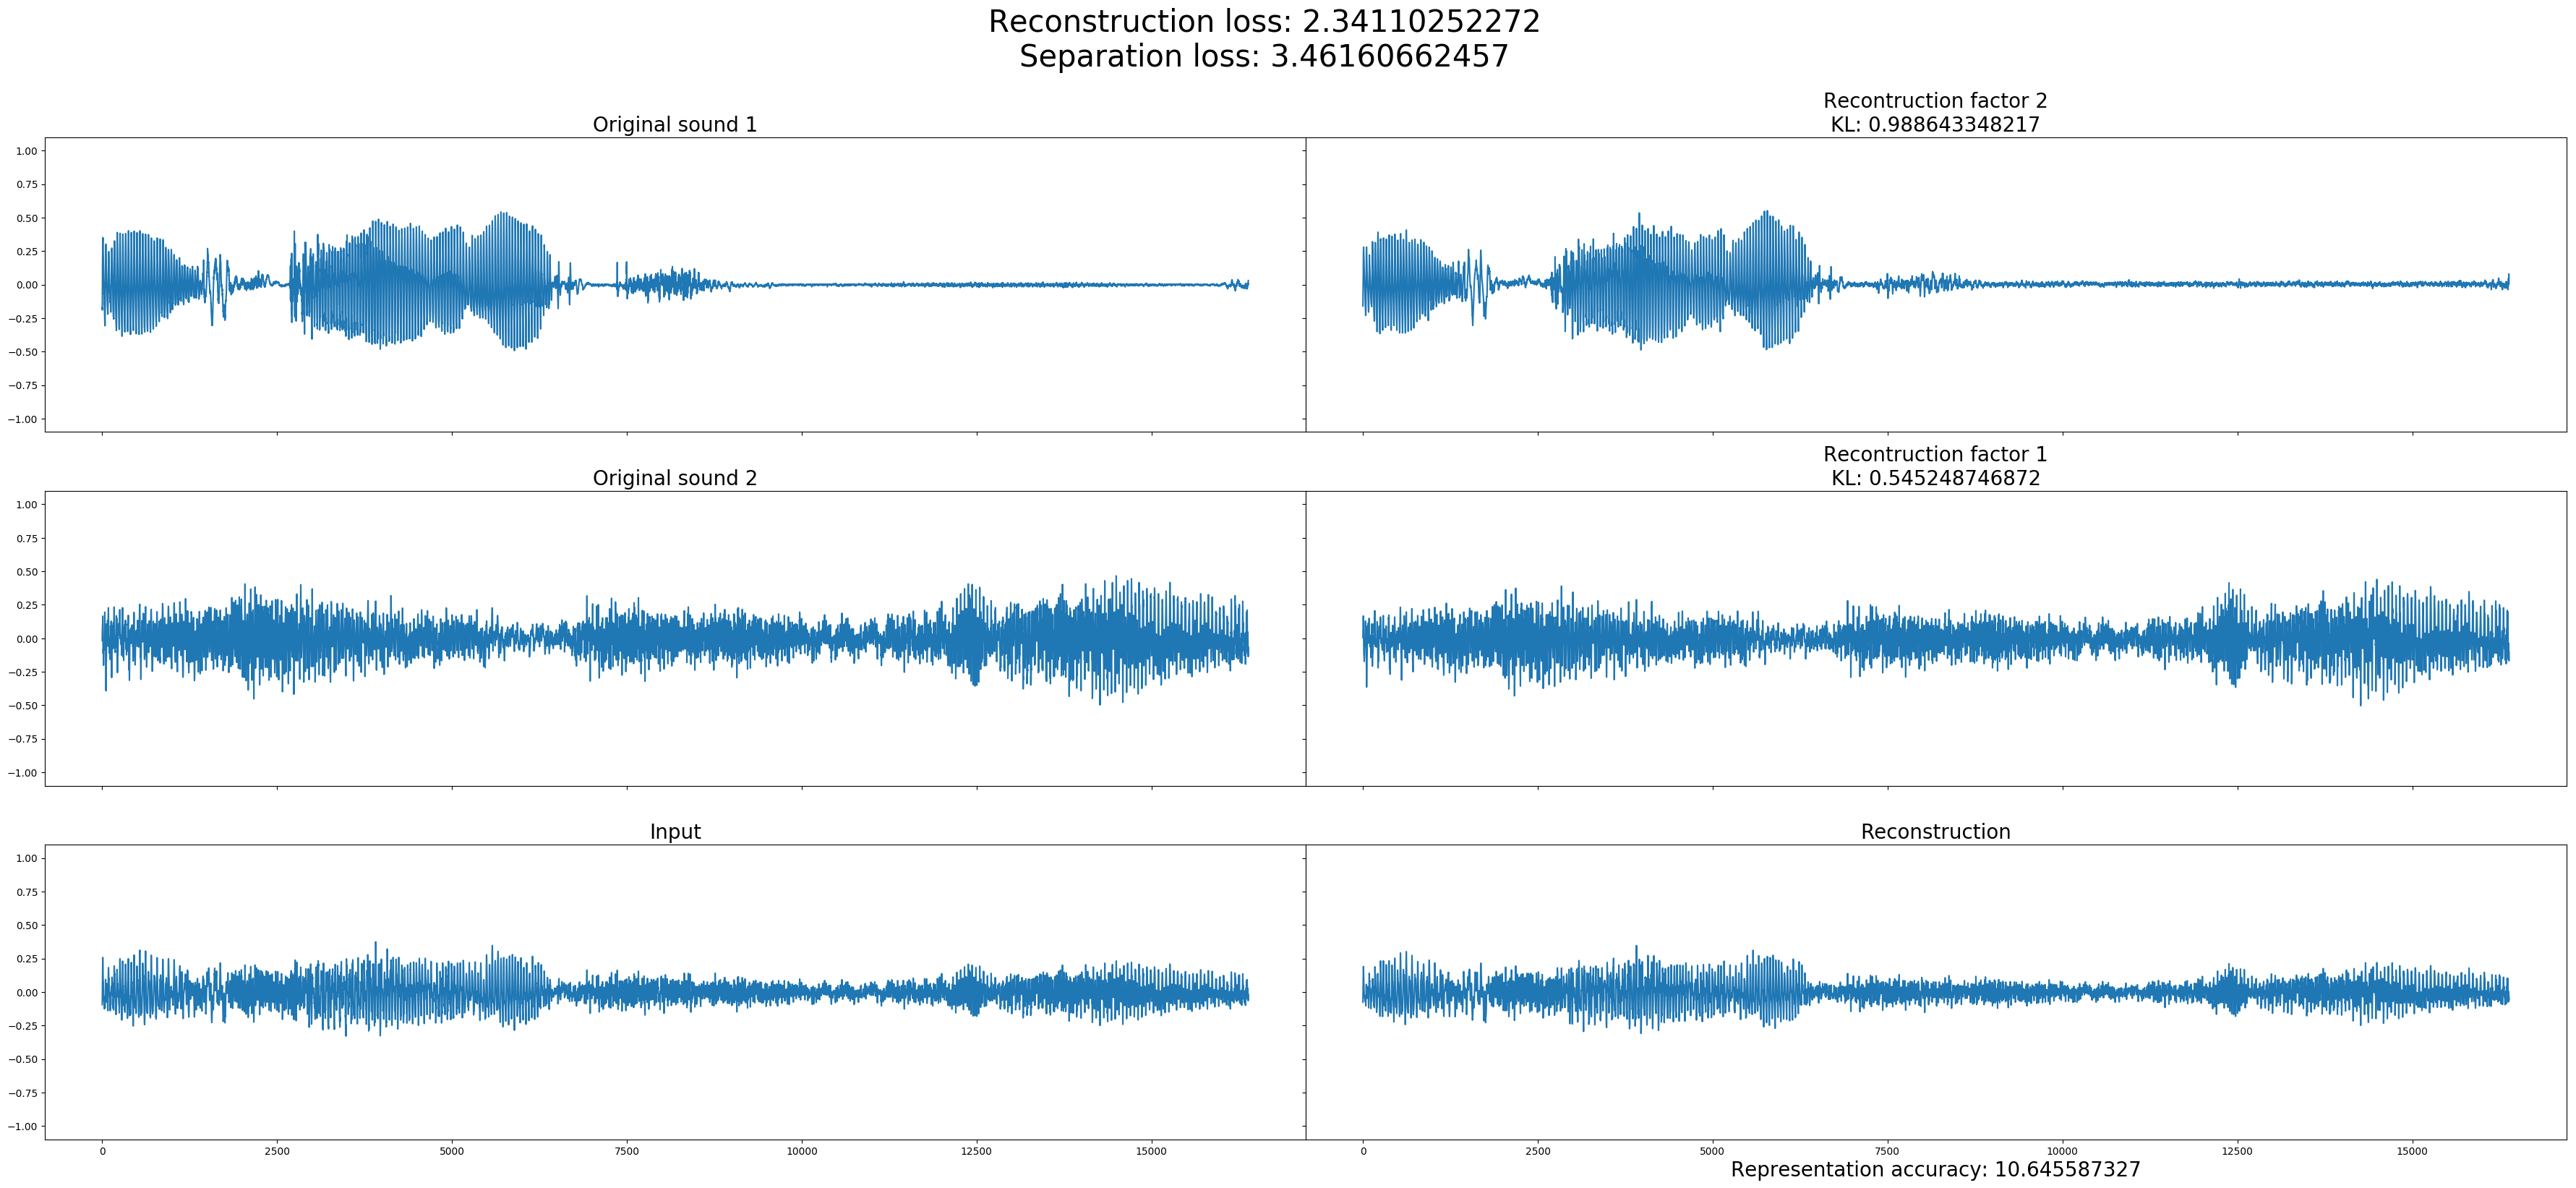 Reconstruction loss: 2.34110252272
Separation loss: 3.46160662457
Original sound 1
Recontruction factor 2
KL: 0.988643348217
1.00
0.75
0.50
0.25
0.00
−0.25
−0.50
−0.75
−1.00
Original sound 2
Recontruction factor 1
KL: 0.545248746872
1.00
0.75
0.50
0.25
0.00
−0.25
−0.50
−0.75
−1.00
Input
Reconstruction
1.00
0.75
0.50
0.25
0.00
−0.25
−0.50
−0.75
−1.00
0 2500 5000 7500 10000 12500 15000
0 2500 5000 7500 10000 12500 15000
Representation accuracy: 10.645587327